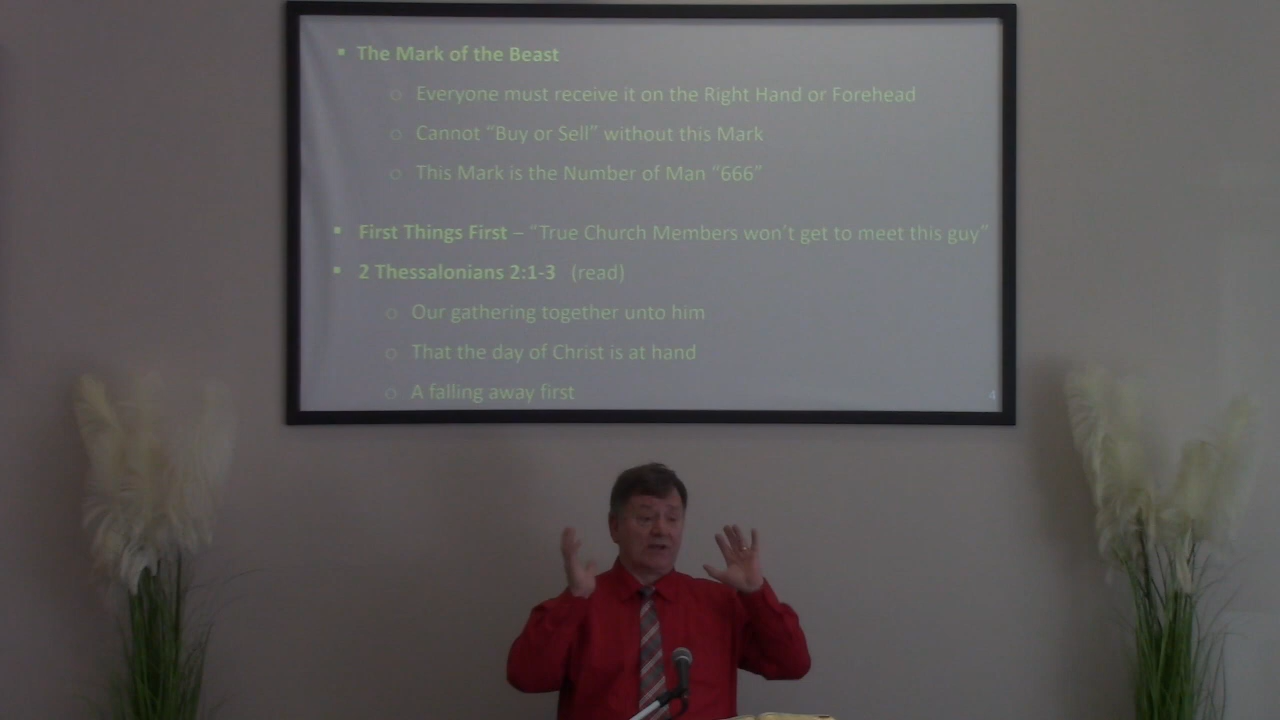 ▪ The Mark of the Beast
o Everyone must receive it on the Right Hand or Forehead
o Cannot “Buy or Sell” without this Mark
o This Mark is the Number of Man “666”
▪ First Things First – “True Church Members won’t get to meet this guy”
▪ 2 Thessalonians 2:1-3 (read)
o Our gathering together unto him
o That the day of Christ is at hand
o A falling away first
4